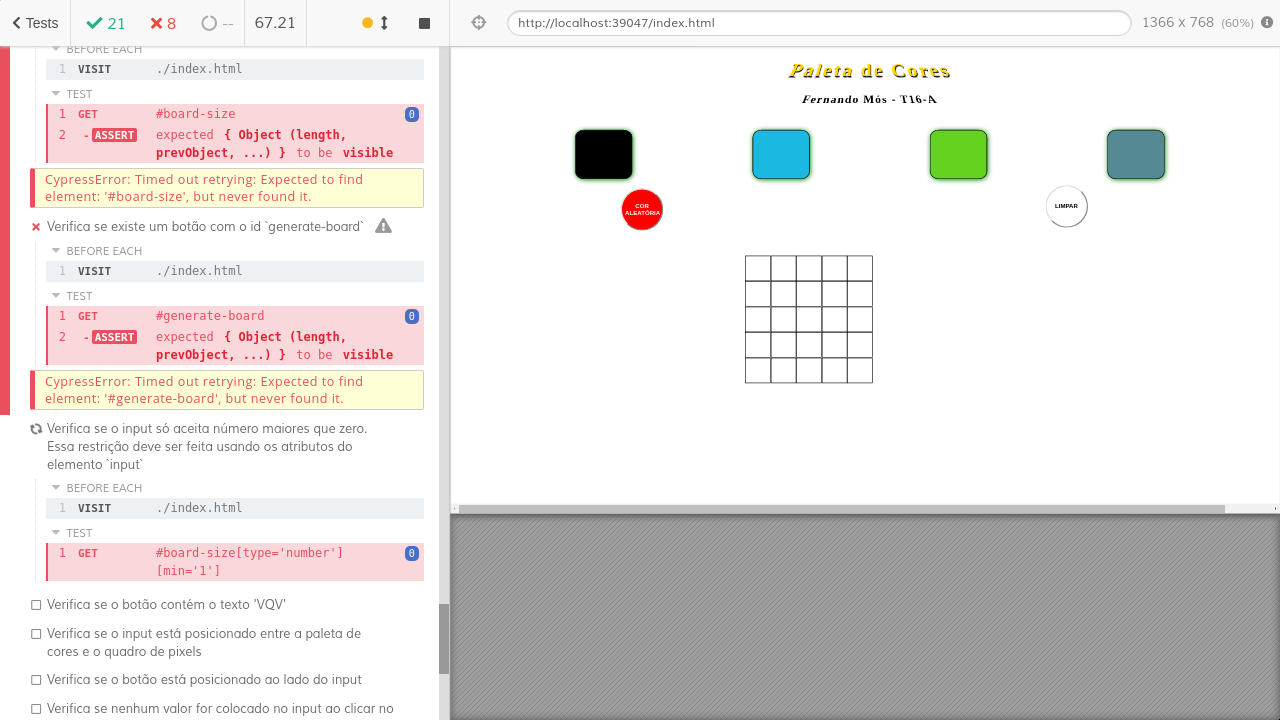 Tests
21
8
--
67.21
http://localhost:39047/index.html
1366 x 768 (60%)
BEFORE EACH
1 VISIT ./index.html
TEST
1 GET #board-size 0
2 -ASSERT expected { Object (length,
prevObject, ...) } to be visible
CypressError: Timed out retrying: Expected to find
element: '#board-size', but never found it.
Verifica se existe um botão com o id `generate-board`
BEFORE EACH
1 VISIT ./index.html
TEST
1 GET #generate-board 0
2 -ASSERT expected { Object (length,
prevObject, ...) } to be visible
CypressError: Timed out retrying: Expected to find
element: '#generate-board', but never found it.
Verifica se o input só aceita número maiores que zero.
Essa restrição deve ser feita usando os atributos do
elemento `input`
BEFORE EACH
1 VISIT ./index.html
TEST
1 GET #board-size[type='number'] 0
[min='1']
Verifica se o botão contém o texto 'VQV'
Verifica se o input está posicionado entre a paleta de
cores e o quadro de pixels
Verifica se o botão está posicionado ao lado do input
Verifica se nenhum valor for colocado no input ao clicar no
Paleta de Cores
Fernando Mós - T16-A
COR
ALEATÓRIA
LIMPAR